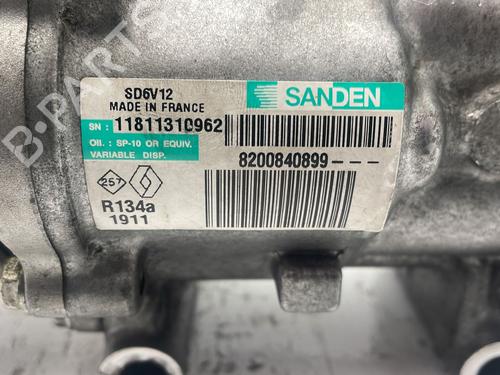 SD6V12
MADE IN FRANCE
SANDEN
SN : 11811310962
OIL : SP-10 OR EQUIV.
VARIABLE DISP.
8200840899---
257
R134a
1911
B-PARTS